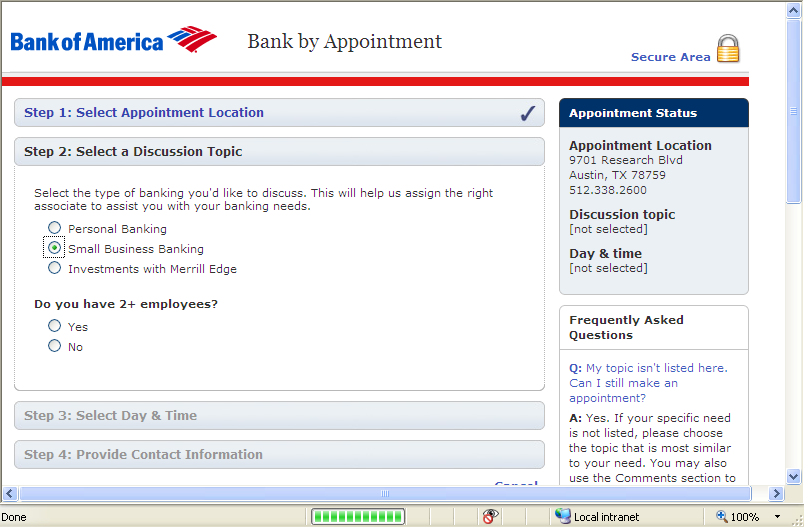 Bank of America
Bank by Appointment
Secure Area
Step 1: Select Appointment Location
Step 2: Select a Discussion Topic
Select the type of banking you'd like to discuss. This will help us assign the right
associate to assist you with your banking needs.
Personal Banking
Small Business Banking
Investments with Merrill Edge
Do you have 2+ employees?
Yes
No
Step 3: Select Day & Time
Step 4: Provide Contact Information
Cancel
Appointment Status
Appointment Location
9701 Research Blvd
Austin, TX 78759
512.338.2600
Discussion topic
[not selected]
Day & time
[not selected]
Frequently Asked
Questions
Q: My topic isn't listed here.
Can I still make an
appointment?
A: Yes. If your specific need
is not listed, please choose
the topic that is most similar
to your need. You may also
use the Comments section to
Done
Local intranet
100%